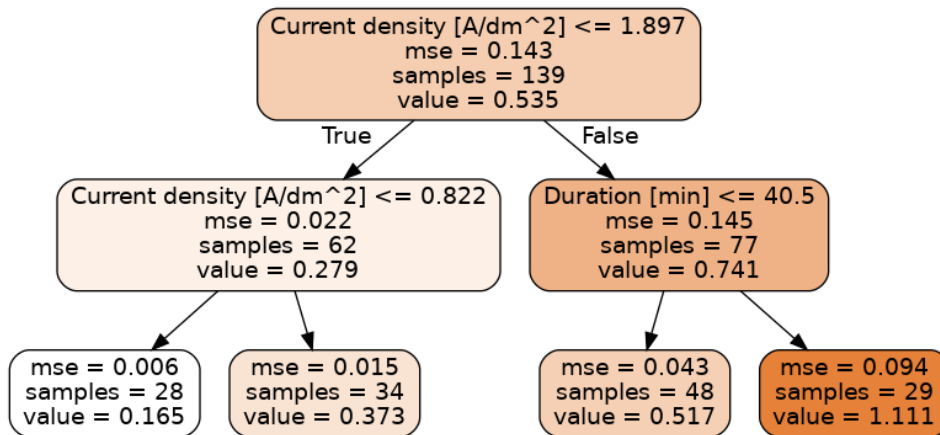 Current density [A/dm^2] <= 1.897
mse = 0.143
samples = 139
value = 0.535
True
False
Current density [A/dm^2] <= 0.822
mse = 0.022
samples = 62
value = 0.279
Duration [min] <= 40.5
mse = 0.145
samples = 77
value = 0.741
mse = 0.006
samples = 28
value = 0.165
mse = 0.015
samples = 34
value = 0.373
mse = 0.043
samples = 48
value = 0.517
mse = 0.094
samples = 29
value = 1.111